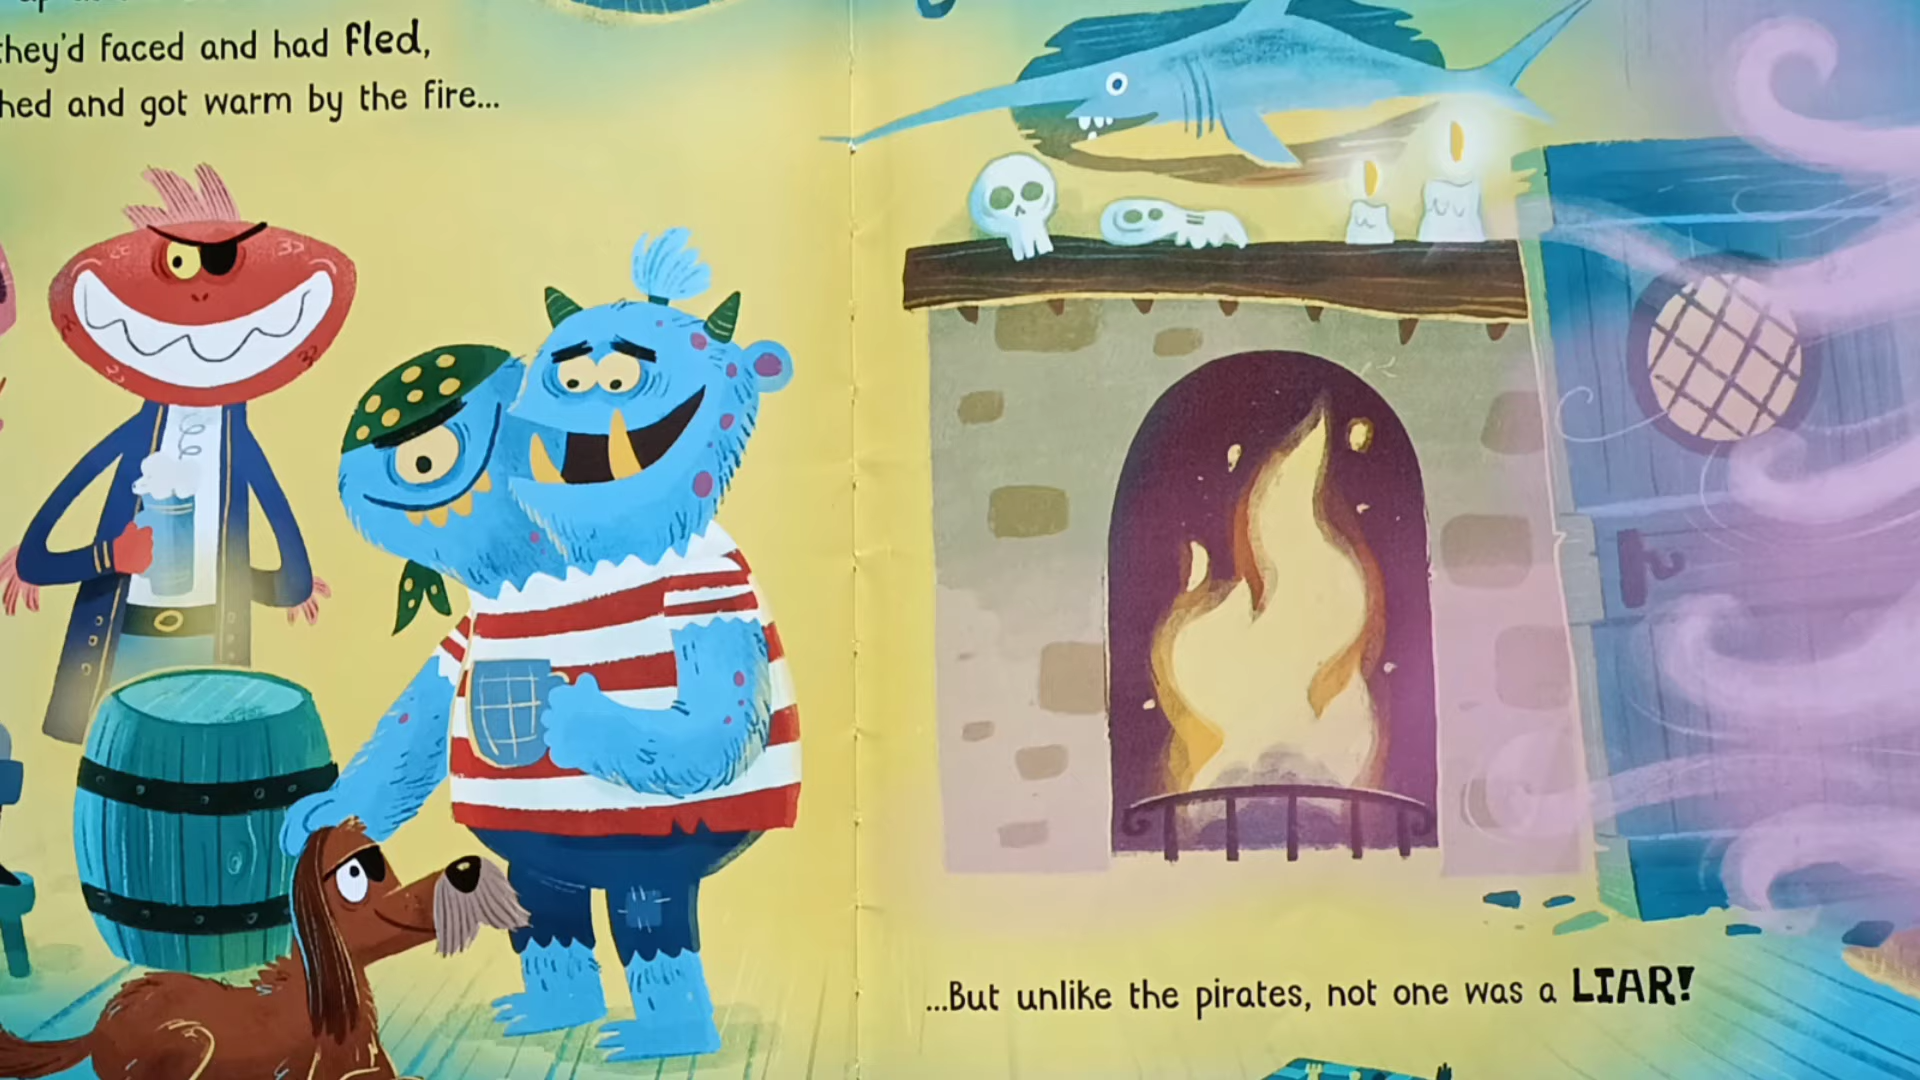 they'd faced and had fled,
hed and got warm by the fire...
...But unlike the pirates, not one was a LIAR!